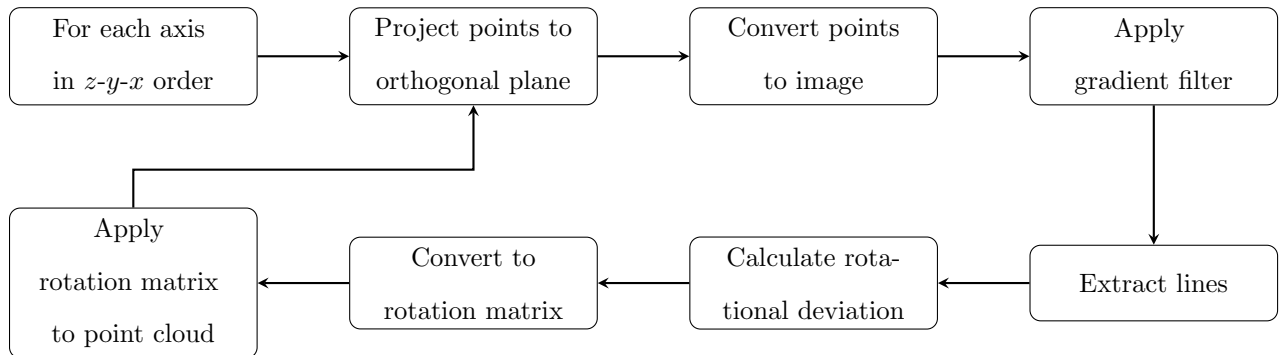 For each axis
in z-y-x order
Project points to
orthogonal plane
Convert points
to image
Apply
gradient filter
Apply
rotation matrix
to point cloud
Convert to
rotation matrix
Calculate rota-
tional deviation
Extract lines